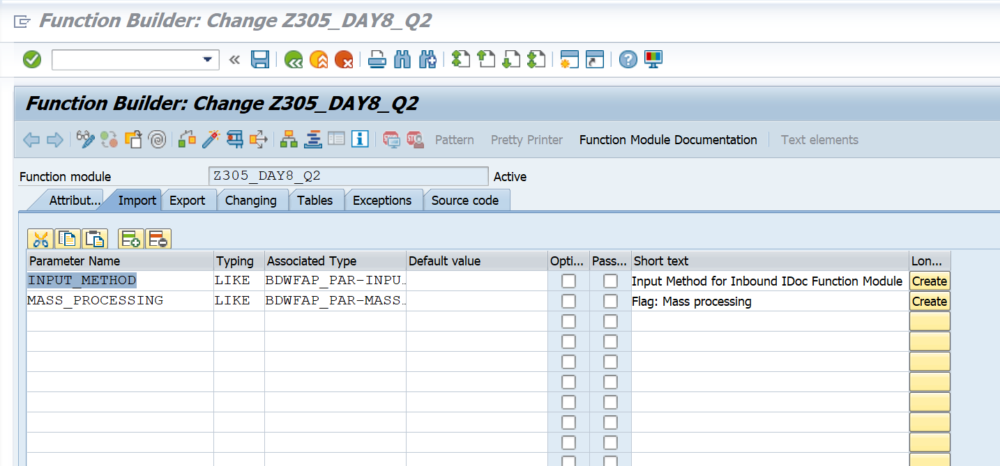 Function Builder: Change Z305_DAY8_Q2
Function Builder: Change Z305_DAY8_Q2
Pattern Pretty Printer Function Module Documentation Text elements
Function module Z305_DAY8_Q2 Active
Attribut... Import Export Changing Tables Exceptions Source code
Parameter Name Typing Associated Type Default value Opti... Pass... Short text Lon...
INPUT_METHOD LIKE BDWFAP_PAR-INPU... Input Method for Inbound IDoc Function Module Create
MASS_PROCESSING LIKE BDWFAP_PAR-MASS... Flag: Mass processing Create